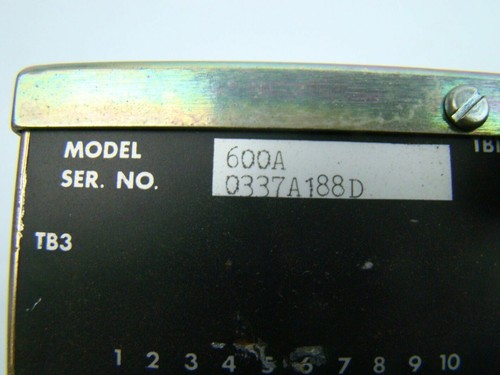 MODEL 600A
SER. NO. 0337A188D
TB3
1 2 3 4 5 6 7 8 9 10